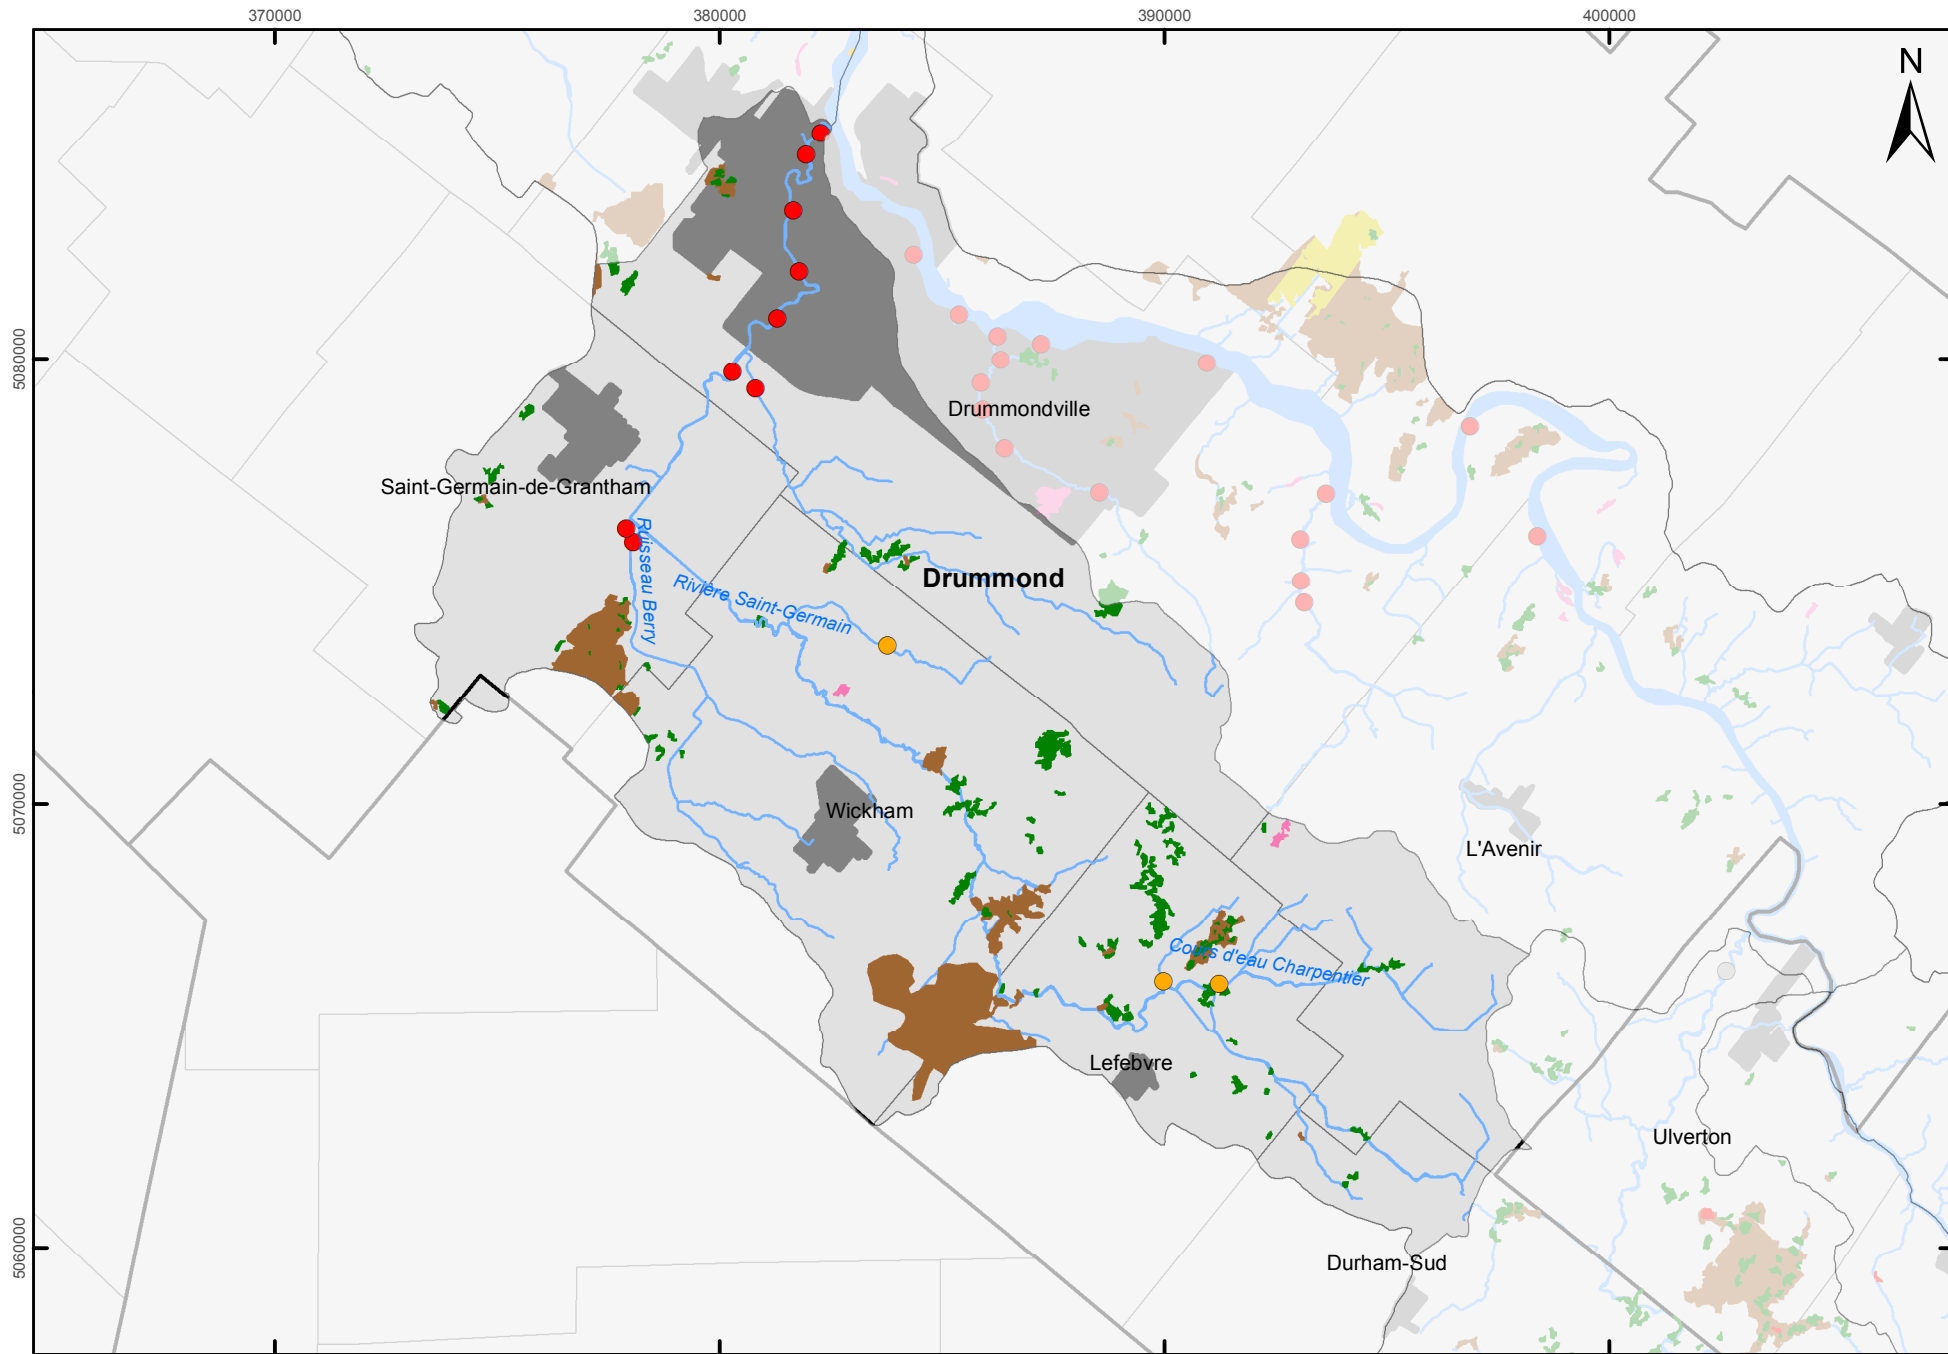 370000
380000
390000
400000
N
5080000
Drummondville
Saint-Germain-de-Grantham
Ruisseau Berry
Rivière Saint-Germain
Drummond
5070000
Wickham
L'Avenir
Cours d'eau Charpentier
Lefebvre
Ulverton
5060000
Durham-Sud